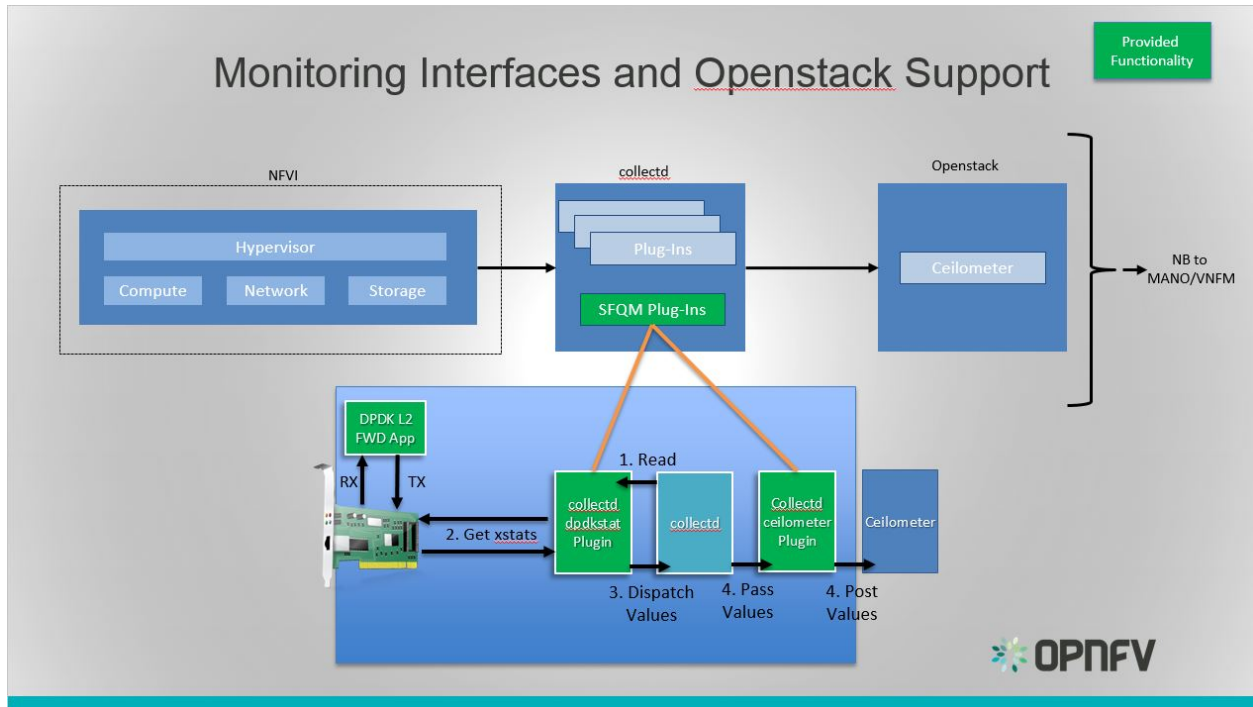 Provided
Functionality
Monitoring Interfaces and Openstack Support
NFVI
collectd
Openstack
Hypervisor
Compute
Network
Storage
Plug-Ins
SFQM Plug-Ins
Ceilometer
NB to
MANO/VNFM
DPDK L2
FWD App
RX
TX
1. Read
2. Get xstats
collectd
dpdkstat
Plugin
collectd
Collectd
ceilometer
Plugin
Ceilometer
3. Dispatch
Values
4. Pass
Values
4. Post
Values
OPNFV